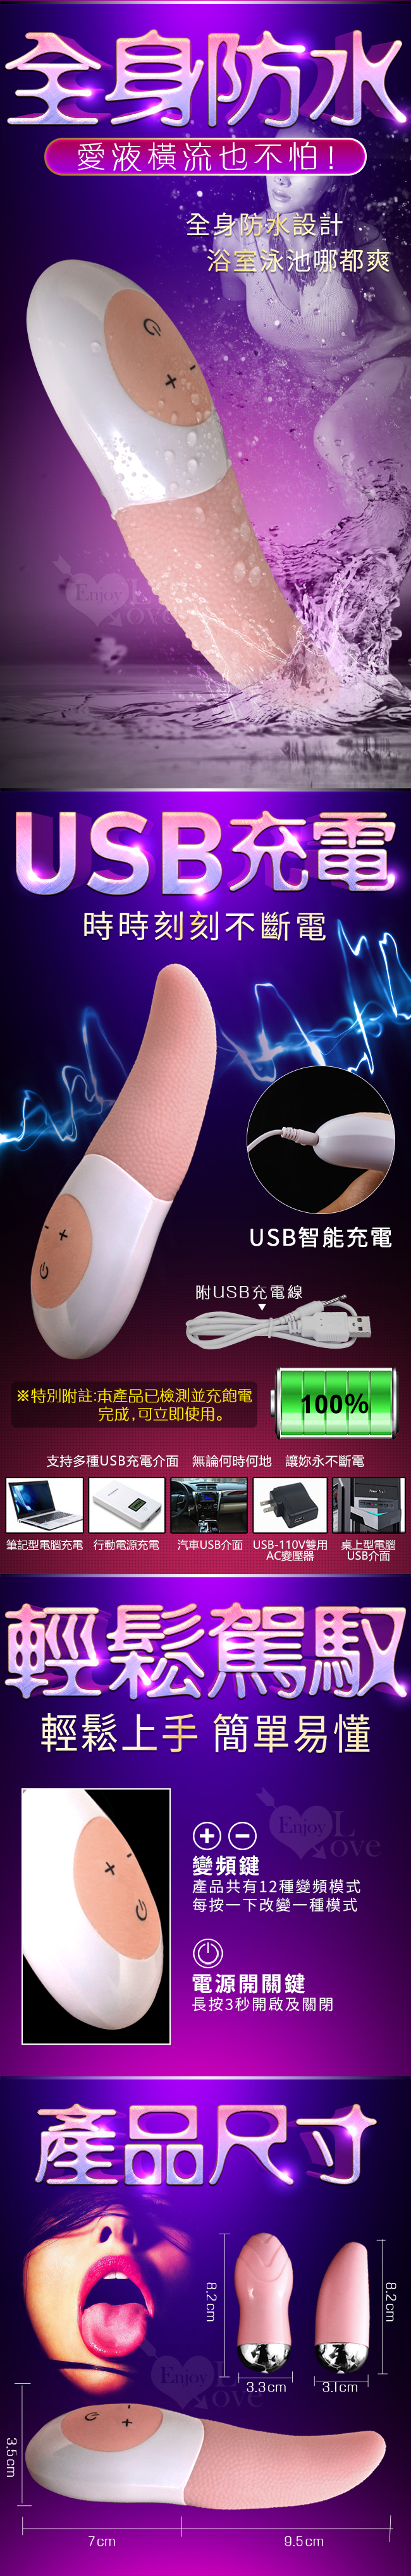 全身防水
愛液橫流也不怕!
全身防水設計
浴室泳池哪都爽
Enjoy Love
USB充電
時時刻刻不斷電
USB智能充電
附USB充電線
※特別附註:本產品已檢測並充飽電
完成,可立即使用。
100%
支持多種USB充電介面 無論何時何地 讓妳永不斷電
筆記型電腦充電 行動電源充電 汽車USB介面 USB-110V雙用 桌上型電腦
AC變壓器 USB介面
輕鬆駕馭
輕鬆上手 簡單易懂
Enjoy Love
變頻鍵
產品共有12種變頻模式
每按一下改變一種模式
電源開關鍵
長按3秒開啟及關閉
產品尺寸
8.2cm
8.2cm
3.3cm
3.1cm
Enjoy Love
3.5cm
7cm
9.5cm